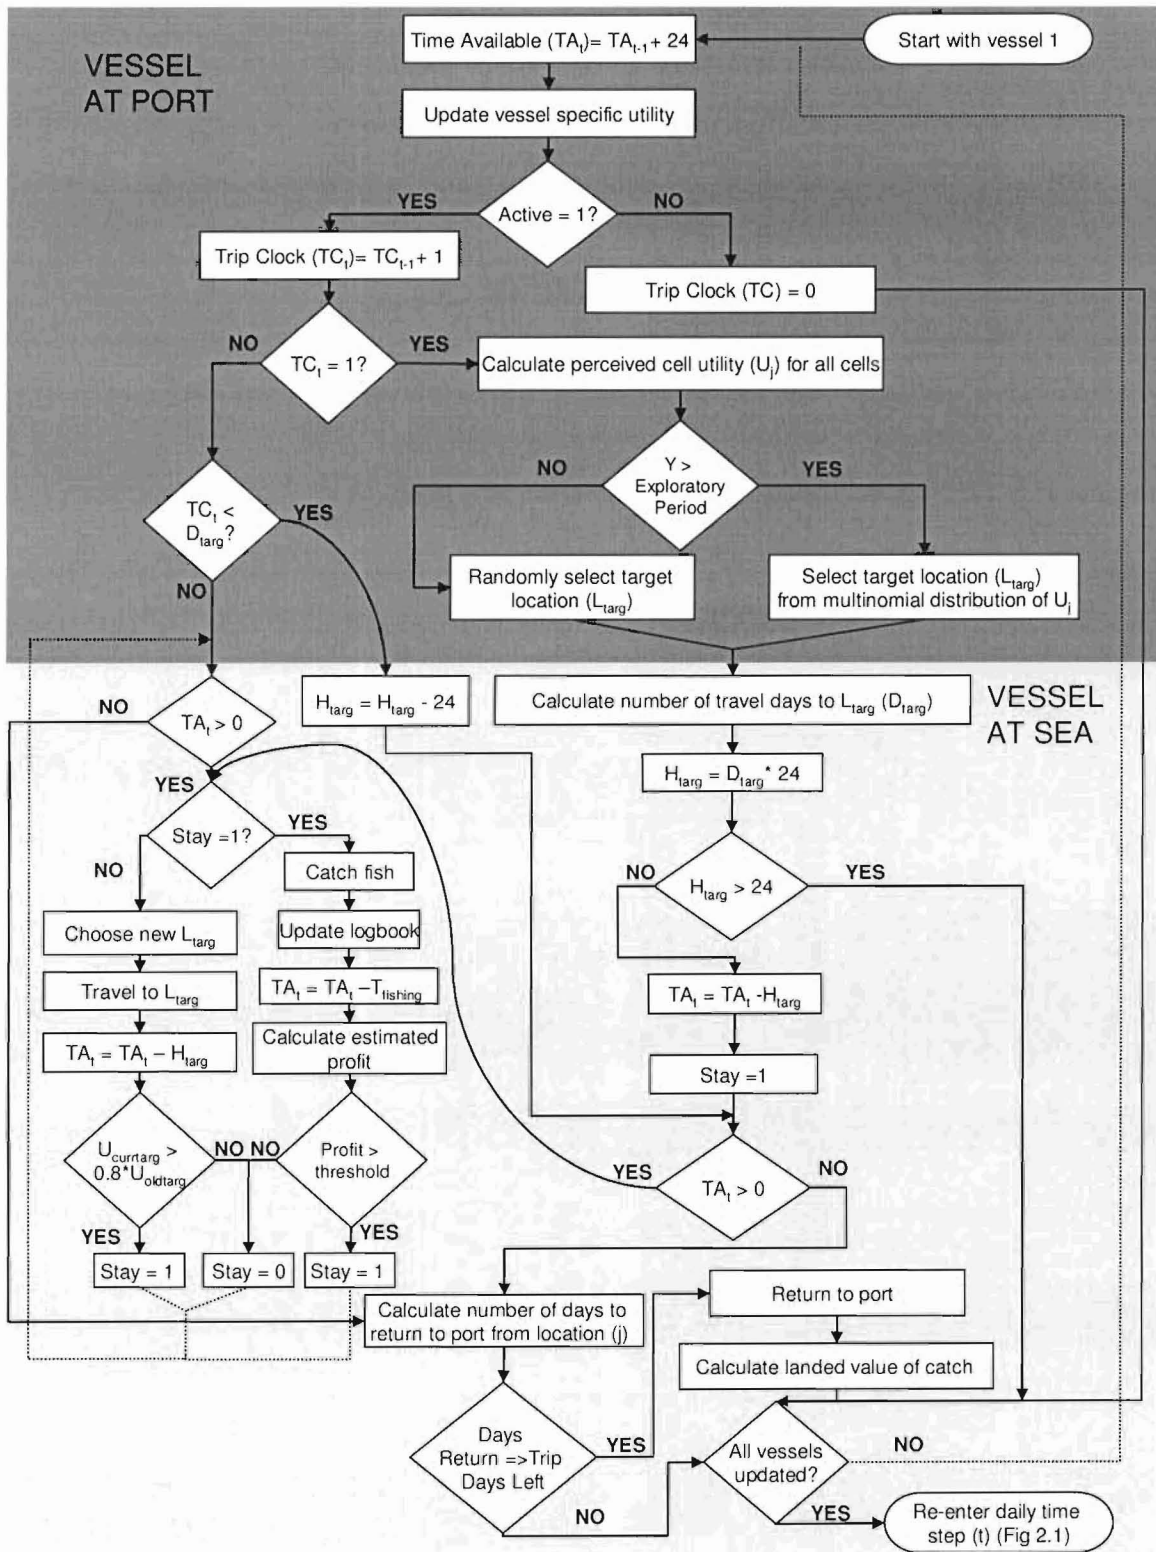 Time Available (TAt)= TAt-1+ 24
Start with vessel 1
VESSEL
AT PORT
Update vessel specific utility
YES
Active = 1?
NO
Trip Clock (TCt)= TCt-1+ 1
Trip Clock (TC) = 0
NO
TCt = 1?
YES
Calculate perceived cell utility (Uj) for all cells
NO
Y >
Exploratory
Period
YES
TCt <
Dtarg?
YES
NO
Randomly select target
location (Ltarg)
Select target location (Ltarg)
from multinomial distribution of Uj
NO
TAt > 0
Htarg = Htarg - 24
Calculate number of travel days to Ltarg (Dtarg)
VESSEL
AT SEA
YES
Htarg = Dtarg* 24
Stay =1?
YES
NO
Catch fish
NO
Htarg > 24
YES
Choose new Ltarg
Update logbook
Travel to Ltarg
TAt = TAt –Tfishing
TAt = TAt -Htarg
TAt = TAt – Htarg
Calculate estimated
profit
Stay =1
Ucurrtarg >
0.8*Uoldtarg
NO NO
Profit >
threshold
YES
TAt > 0
NO
YES
YES
Stay = 1
Stay = 0
Stay = 1
Calculate number of days to
return to port from location (j)
Return to port
Calculate landed value of catch
Days
Return =>Trip
Days Left
YES
NO
All vessels
updated?
NO
YES
Re-enter daily time
step (t) (Fig 2.1)